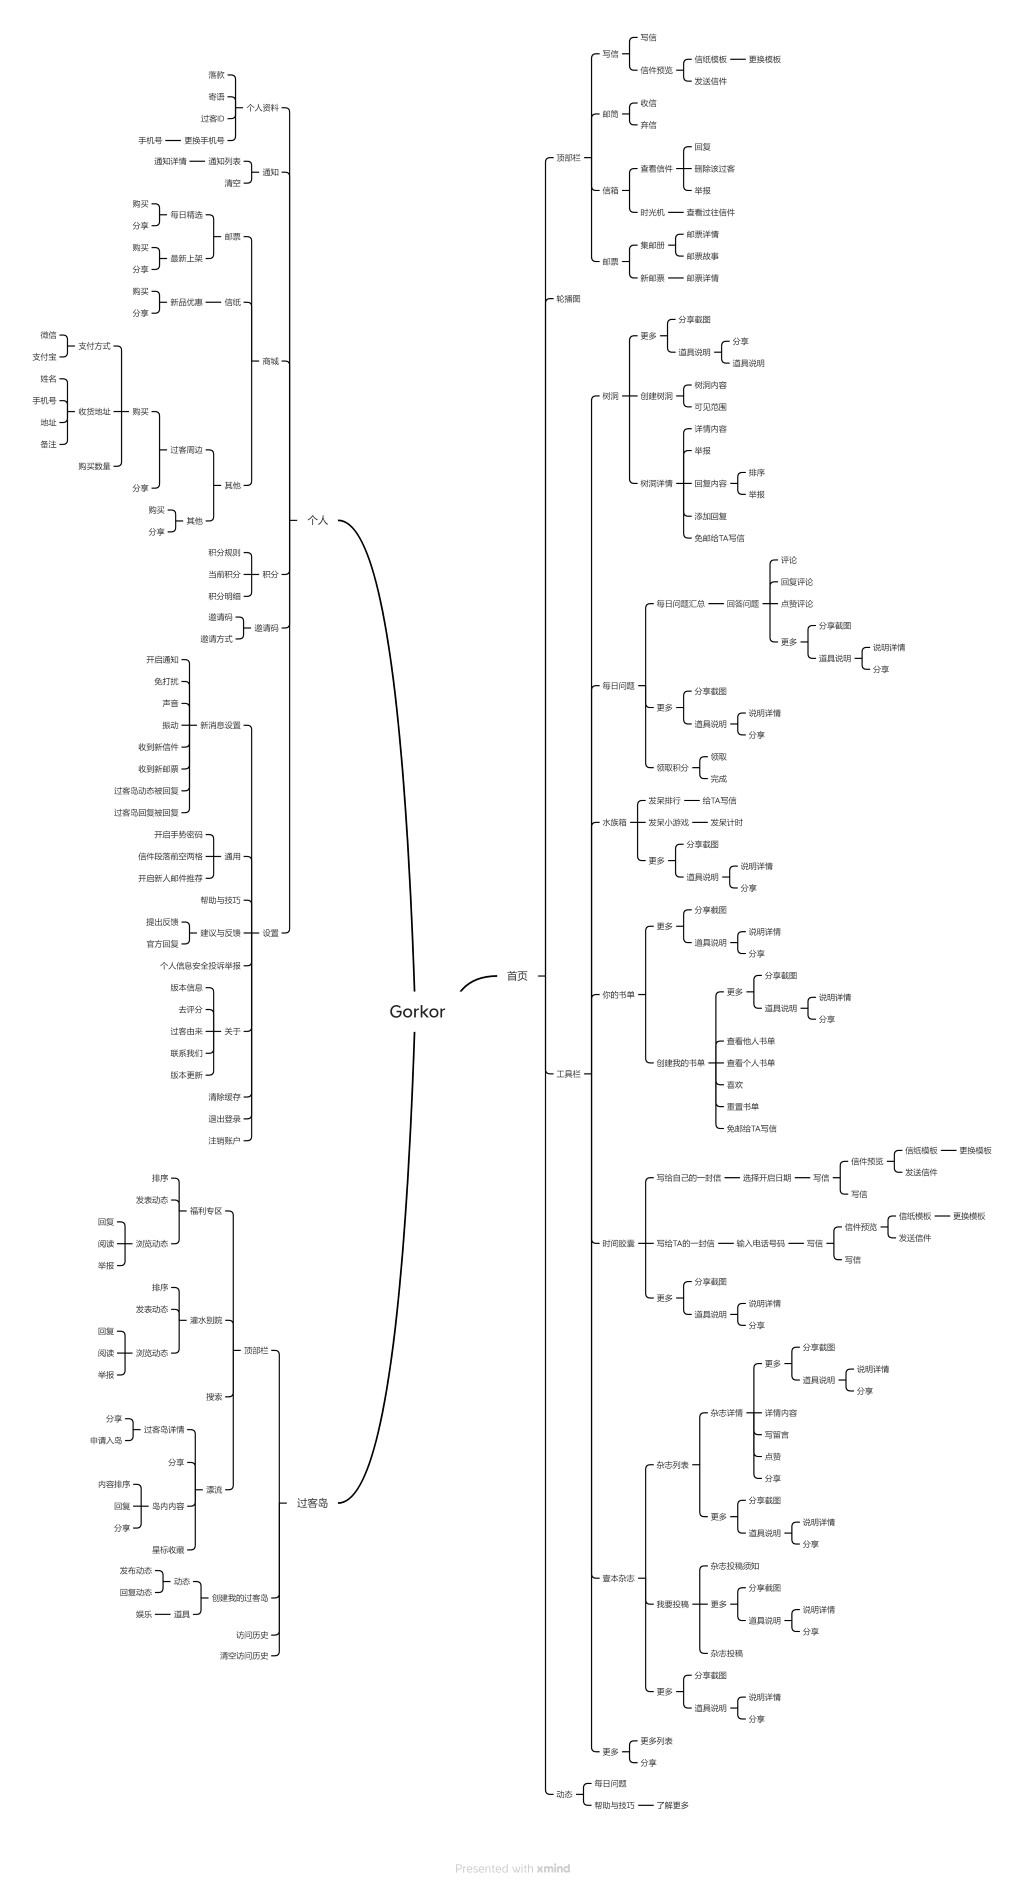 Gorkor
首页
顶部栏
写信
写信
信件预览
信纸模板
更换模板
发送信件
邮筒
收信
弃信
信箱
查看信件
回复
删除该过客
举报
时光机
查看过往信件
邮票
集邮册
邮票详情
邮票故事
新邮票
邮票详情
轮播图
工具栏
树洞
更多
分享截图
道具说明
分享
道具说明
创建树洞
树洞内容
可见范围
树洞详情
详情内容
举报
回复内容
排序
举报
添加回复
免邮给TA写信
每日问题
每日问题汇总
回答问题
评论
回复评论
点赞评论
更多
分享截图
道具说明
说明详情
分享
更多
分享截图
道具说明
说明详情
分享
领取积分
领取
完成
水族箱
发呆排行
给TA写信
发呆小游戏
发呆计时
更多
分享截图
道具说明
说明详情
分享
你的书单
更多
分享截图
道具说明
说明详情
分享
创建我的书单
更多
分享截图
道具说明
说明详情
分享
查看他人书单
查看个人书单
喜欢
重置书单
免邮给TA写信
时间胶囊
写给自己的一封信
选择开启日期
写信
信件预览
信纸模板
更换模板
发送信件
写信
写给TA的一封信
输入电话号码
写信
信件预览
信纸模板
更换模板
发送信件
写信
更多
分享截图
道具说明
说明详情
分享
壹本杂志
杂志列表
杂志详情
更多
分享截图
道具说明
说明详情
分享
详情内容
写留言
点赞
分享
更多
分享截图
道具说明
说明详情
分享
我要投稿
杂志投稿须知
更多
分享截图
道具说明
说明详情
分享
杂志投稿
更多
分享截图
道具说明
说明详情
分享
更多
更多列表
分享
动态
每日问题
帮助与技巧
了解更多
个人
个人资料
落款
寄语
过客ID
更换手机号
手机号
通知
通知列表
通知详情
清空
商城
邮票
每日精选
购买
分享
最新上架
购买
分享
信纸
新品优惠
购买
分享
其他
过客周边
购买
支付方式
微信
支付宝
收货地址
姓名
手机号
地址
备注
购买数量
分享
其他
购买
分享
积分
积分规则
当前积分
积分明细
邀请码
邀请码
邀请方式
设置
新消息设置
开启通知
免打扰
声音
振动
收到新信件
收到新邮票
过客岛动态被回复
过客岛回复被回复
通用
开启手势密码
信件段落前空两格
开启新人邮件推荐
帮助与技巧
建议与反馈
提出反馈
官方回复
个人信息安全投诉举报
关于
版本信息
去评分
过客由来
联系我们
版本更新
清除缓存
退出登录
注销账户
过客岛
顶部栏
福利专区
排序
发表动态
浏览动态
回复
阅读
举报
灌水别院
排序
发表动态
浏览动态
回复
阅读
举报
搜索
漂流
过客岛详情
分享
申请入岛
分享
岛内内容
内容排序
回复
分享
星标收藏
创建我的过客岛
动态
发布动态
回复动态
道具
娱乐
访问历史
清空访问历史
Presented with xmind